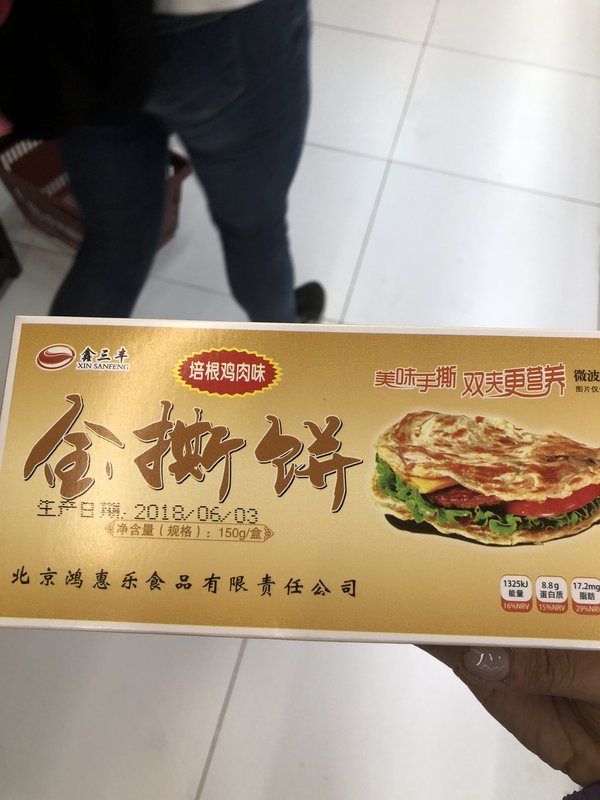 鑫三丰
XIN SANFENG
培根鸡肉味
美味手撕 双夹更营养
微波
图片仅
金撕饼
生产日期: 2018/06/03
净含量（规格）: 150g/盒
北京鸿惠乐食品有限责任公司
1325kJ
能量
16%NRV
8.8g
蛋白质
15%NRV
17.2mg
脂肪
29%NRV